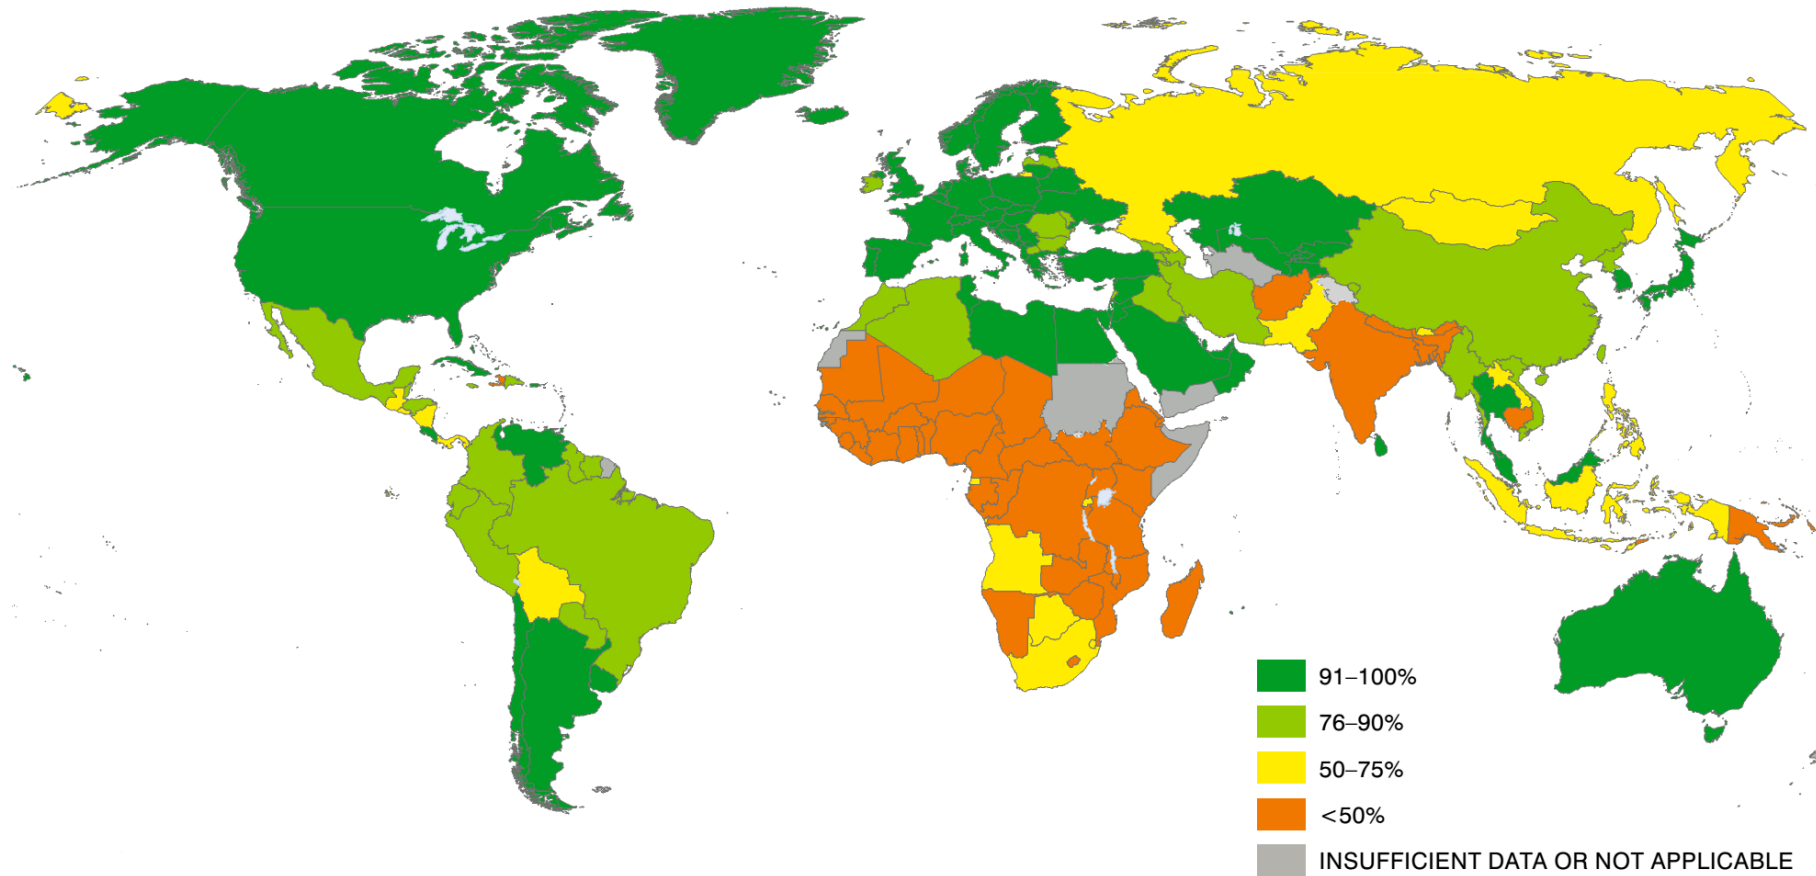 91–100%
76–90%
50–75%
<50%
INSUFFICIENT DATA OR NOT APPLICABLE